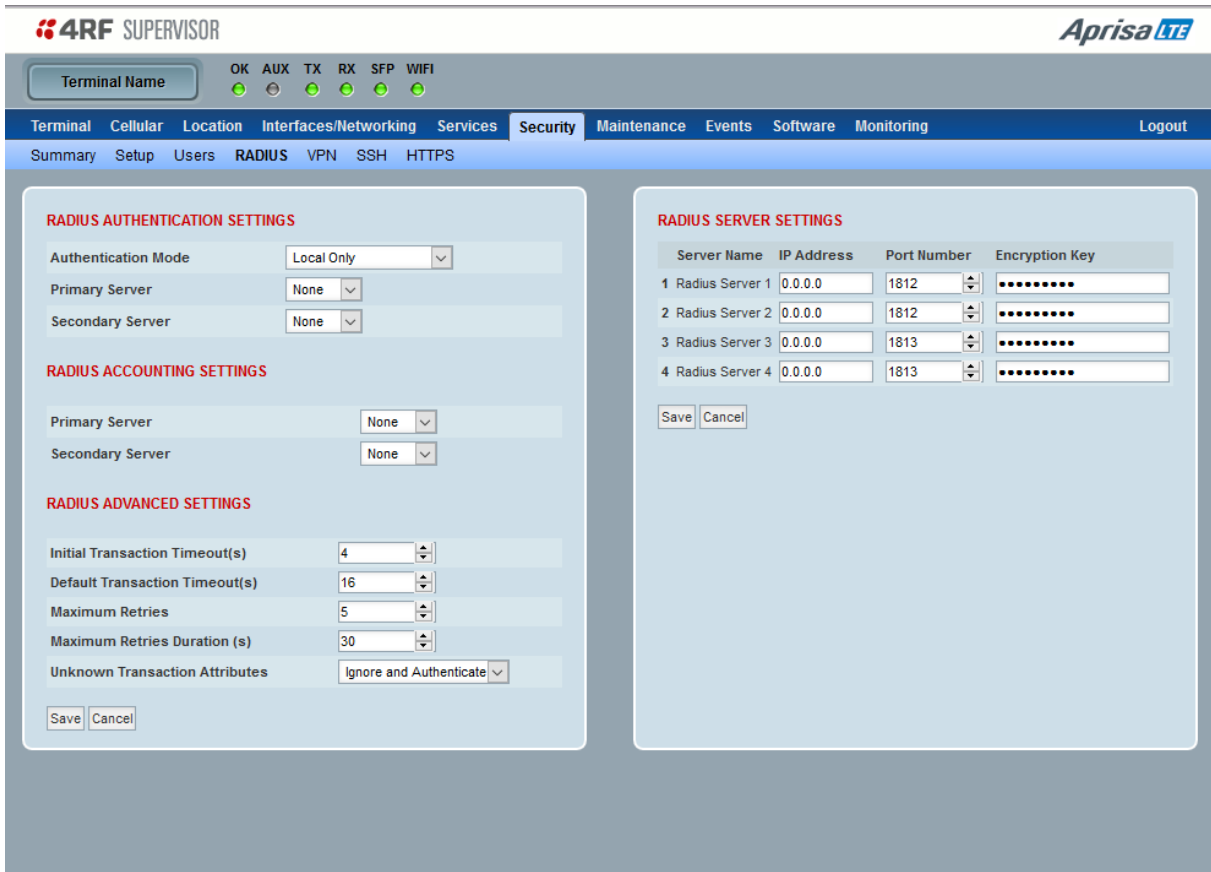 4RF SUPERVISOR
Aprisa LTE
OK AUX TX RX SFP WIFI
Terminal Name
Terminal Cellular Location Interfaces/Networking Services Security Maintenance Events Software Monitoring Logout
Summary Setup Users RADIUS VPN SSH HTTPS
RADIUS AUTHENTICATION SETTINGS
Authentication Mode Local Only
Primary Server None
Secondary Server None
RADIUS ACCOUNTING SETTINGS
Primary Server None
Secondary Server None
RADIUS ADVANCED SETTINGS
Initial Transaction Timeout(s) 4
Default Transaction Timeout(s) 16
Maximum Retries 5
Maximum Retries Duration (s) 30
Unknown Transaction Attributes Ignore and Authenticate
Save Cancel
RADIUS SERVER SETTINGS
Server Name IP Address Port Number Encryption Key
1 Radius Server 1 0.0.0.0 1812 •••••••••
2 Radius Server 2 0.0.0.0 1812 •••••••••
3 Radius Server 3 0.0.0.0 1813 •••••••••
4 Radius Server 4 0.0.0.0 1813 •••••••••
Save Cancel